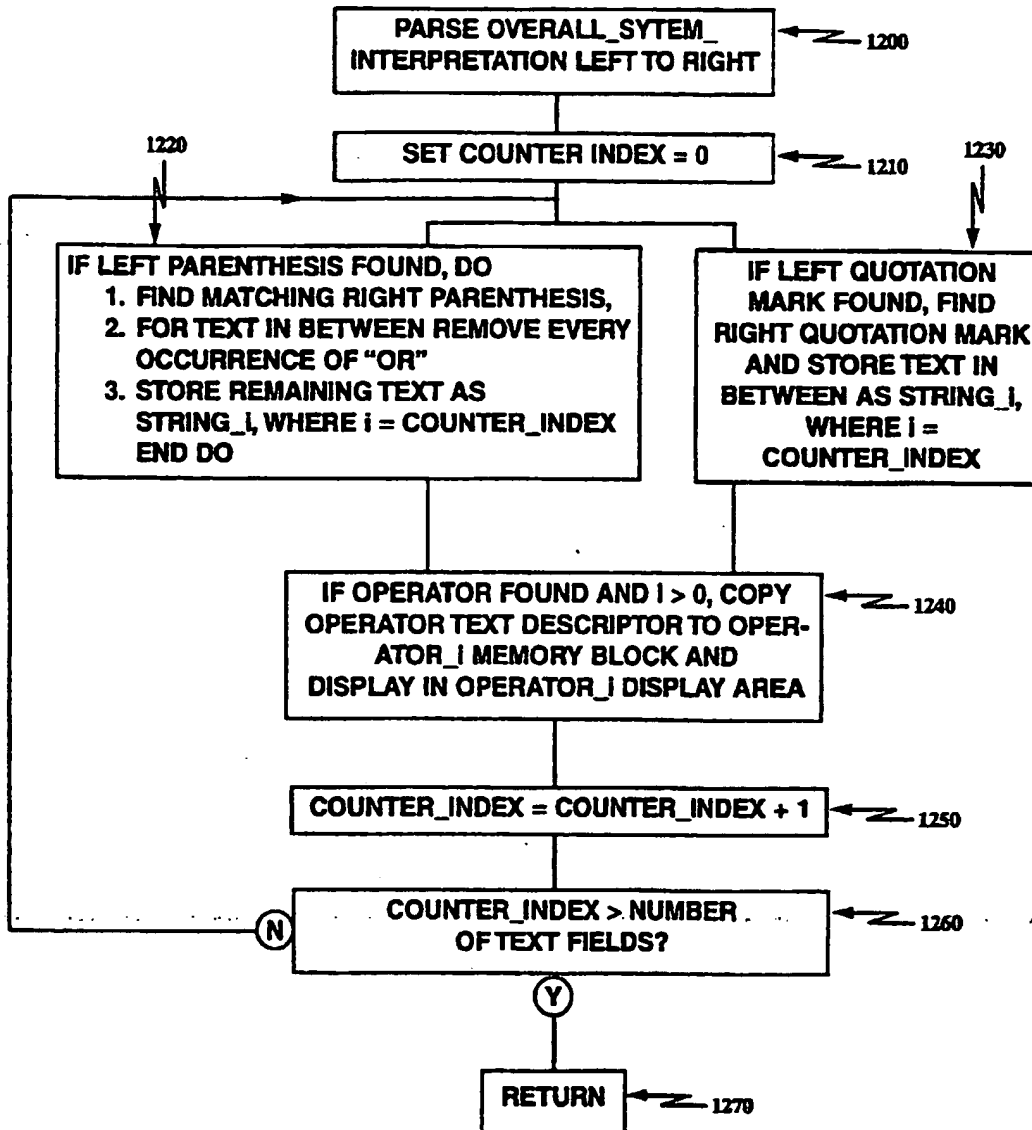 PARSE OVERALL_SYTEM_
INTERPRETATION LEFT TO RIGHT
1200
SET COUNTER INDEX = 0
1210
1220
1230
IF LEFT PARENTHESIS FOUND, DO
1. FIND MATCHING RIGHT PARENTHESIS,
2. FOR TEXT IN BETWEEN REMOVE EVERY
OCCURRENCE OF "OR"
3. STORE REMAINING TEXT AS
STRING_i, WHERE i = COUNTER_INDEX
END DO
IF LEFT QUOTATION
MARK FOUND, FIND
RIGHT QUOTATION MARK
AND STORE TEXT IN
BETWEEN AS STRING_i,
WHERE i =
COUNTER_INDEX
IF OPERATOR FOUND AND i > 0, COPY
OPERATOR TEXT DESCRIPTOR TO OPER-
ATOR_i MEMORY BLOCK AND
DISPLAY IN OPERATOR_i DISPLAY AREA
1240
COUNTER_INDEX = COUNTER_INDEX + 1
1250
COUNTER_INDEX > NUMBER
OF TEXT FIELDS?
1260
N
Y
RETURN
1270